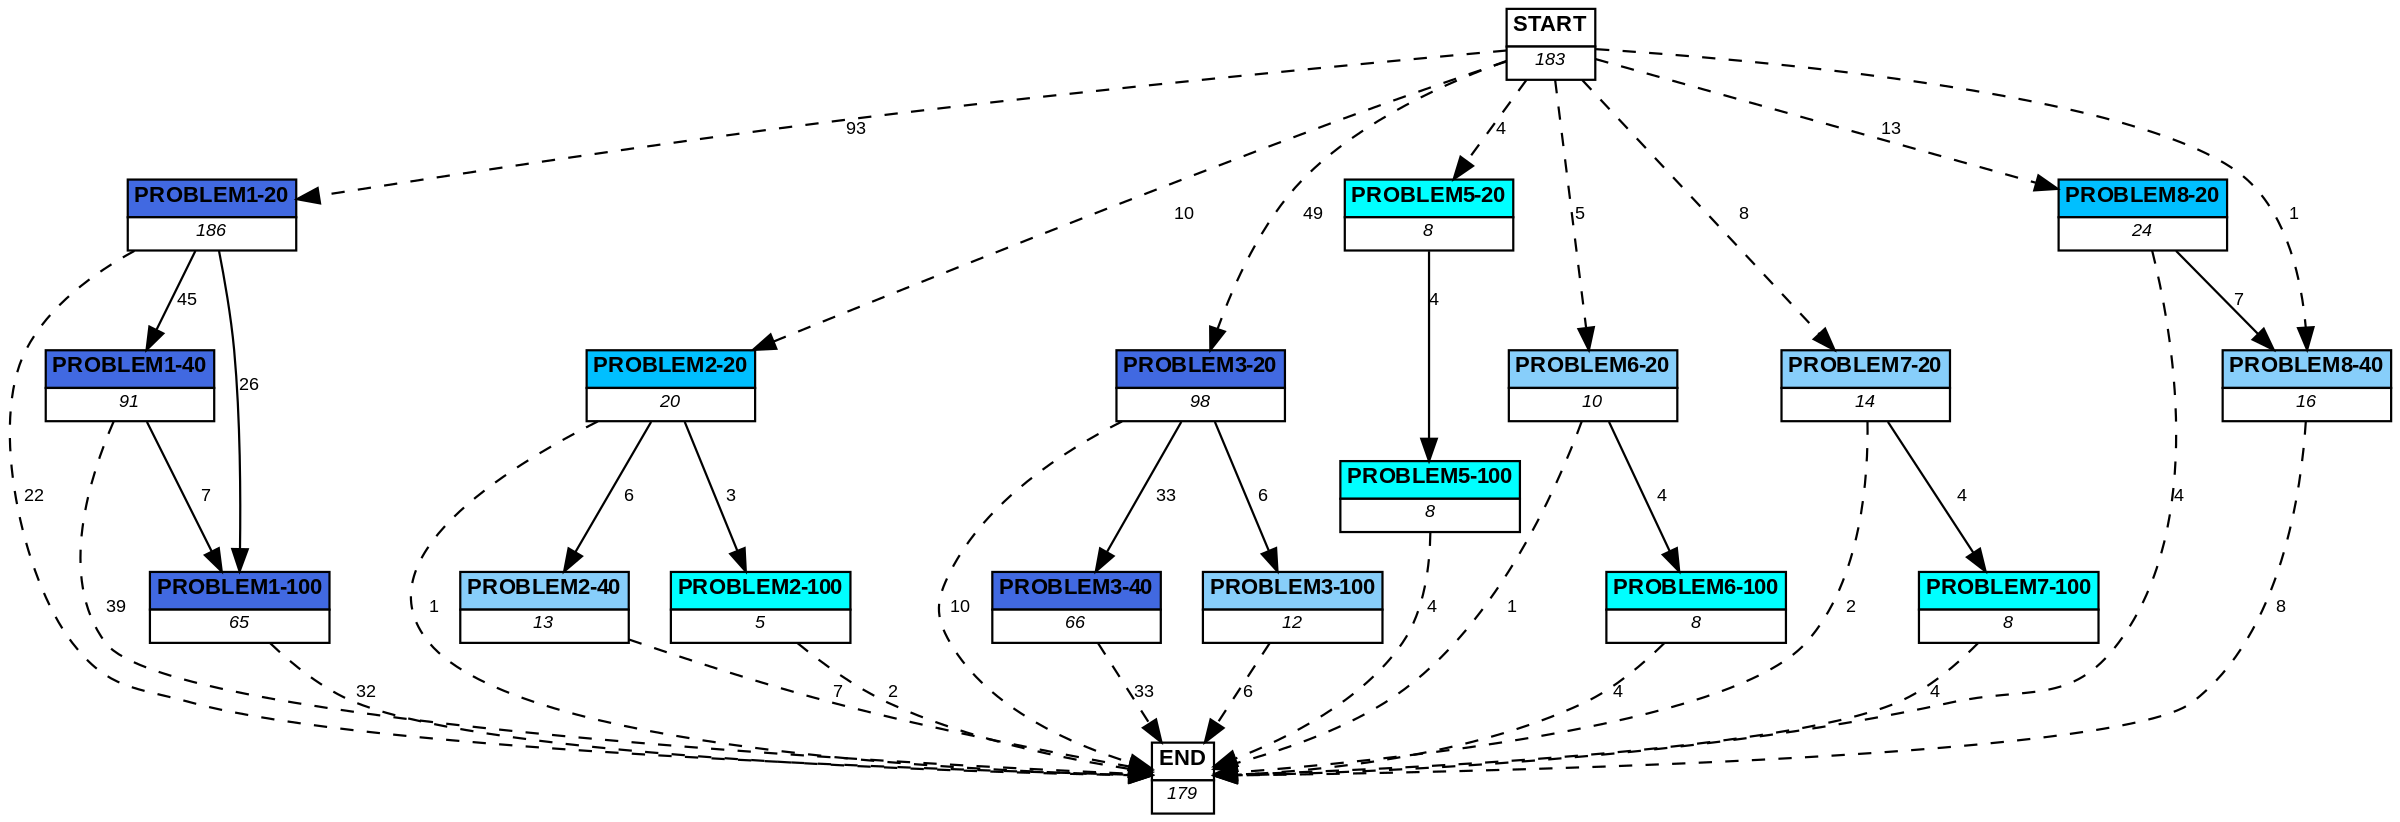 START
183
93
4
13
PROBLEM1-20
186
10
49
PROBLEM5-20
8
5
8
PROBLEM8-20
24
1
45
4
7
PROBLEM1-40
91
26
PROBLEM2-20
20
PROBLEM3-20
98
PROBLEM6-20
10
PROBLEM7-20
14
PROBLEM8-40
16
22
7
6
3
33
6
PROBLEM5-100
8
4
4
4
8
39
PROBLEM1-100
65
1
PROBLEM2-40
13
PROBLEM2-100
5
10
PROBLEM3-40
66
PROBLEM3-100
12
4
1
PROBLEM6-100
8
2
PROBLEM7-100
8
32
7
2
33
6
4
4
END
179